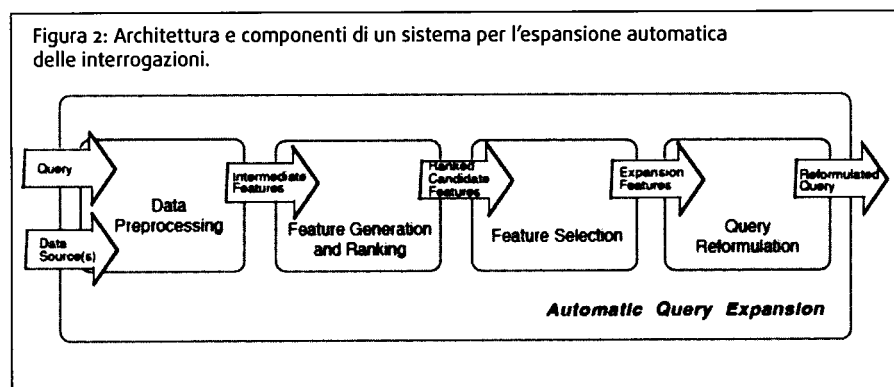 Figura 2: Architettura e componenti di un sistema per l'espansione automatica
delle interrogazioni.
Query
Data
Source(s)
Data
Preprocessing
Intermediate
Features
Feature Generation
and Ranking
Ranked
Candidate
Features
Feature Selection
Expansion
Features
Query
Reformulation
Reformulated
Query
Automatic Query Expansion